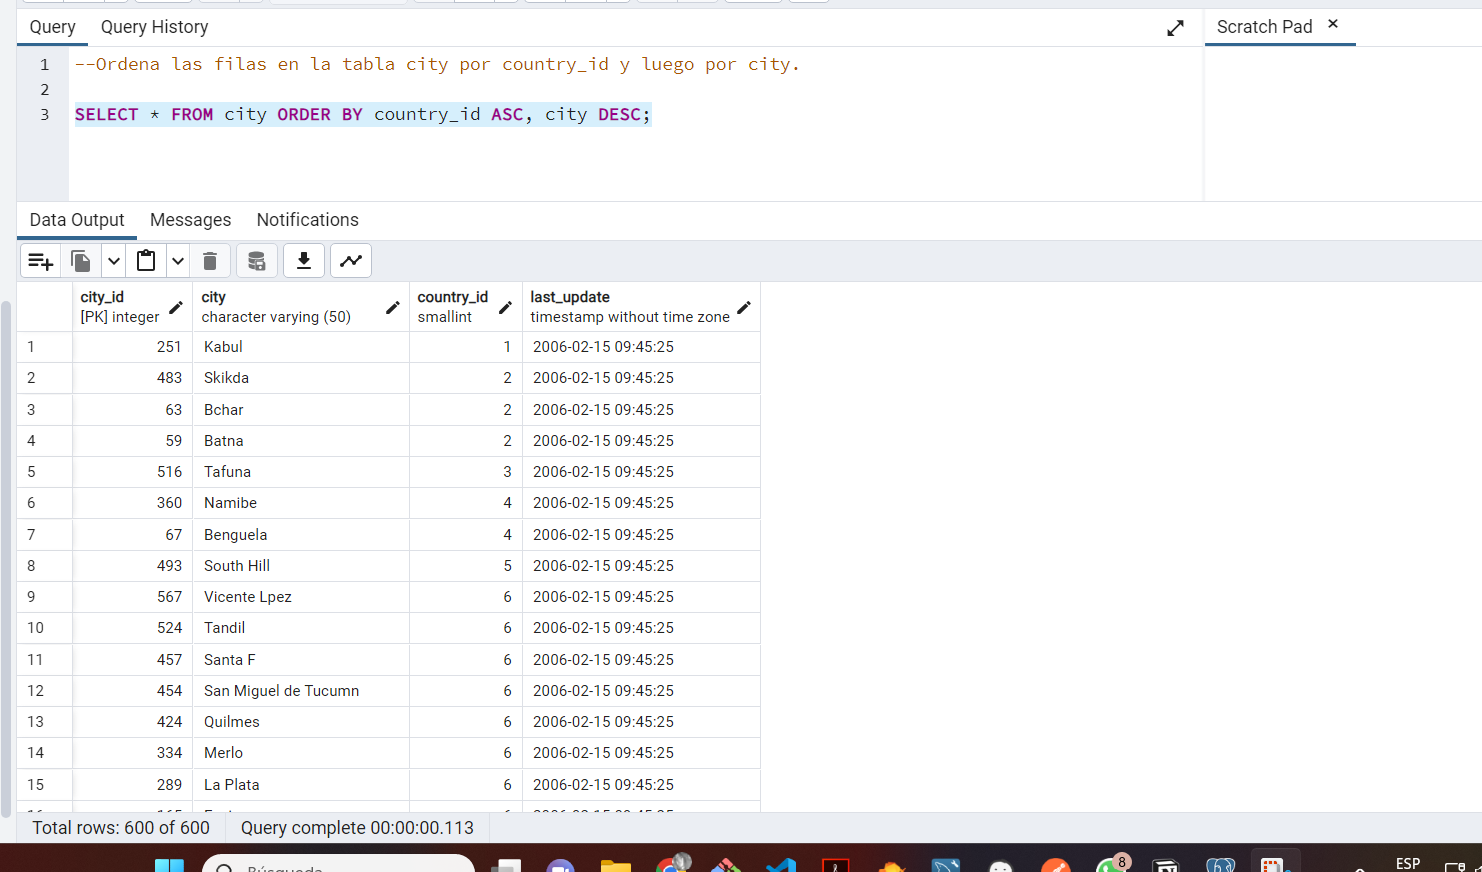 Query Query History Scratch Pad
1 --Ordena las filas en la tabla city por country_id y luego por city.
2
3 SELECT * FROM city ORDER BY country_id ASC, city DESC;
Data Output Messages Notifications
city_id city country_id last_update
[PK] integer character varying (50) smallint timestamp without time zone
1 251 Kabul 1 2006-02-15 09:45:25
2 483 Skikda 2 2006-02-15 09:45:25
3 63 Bchar 2 2006-02-15 09:45:25
4 59 Batna 2 2006-02-15 09:45:25
5 516 Tafuna 3 2006-02-15 09:45:25
6 360 Namibe 4 2006-02-15 09:45:25
7 67 Benguela 4 2006-02-15 09:45:25
8 493 South Hill 5 2006-02-15 09:45:25
9 567 Vicente Lpez 6 2006-02-15 09:45:25
10 524 Tandil 6 2006-02-15 09:45:25
11 457 Santa F 6 2006-02-15 09:45:25
12 454 San Miguel de Tucumn 6 2006-02-15 09:45:25
13 424 Quilmes 6 2006-02-15 09:45:25
14 334 Merlo 6 2006-02-15 09:45:25
15 289 La Plata 6 2006-02-15 09:45:25
Total rows: 600 of 600 Query complete 00:00:00.113
Búsqueda 8 ESP